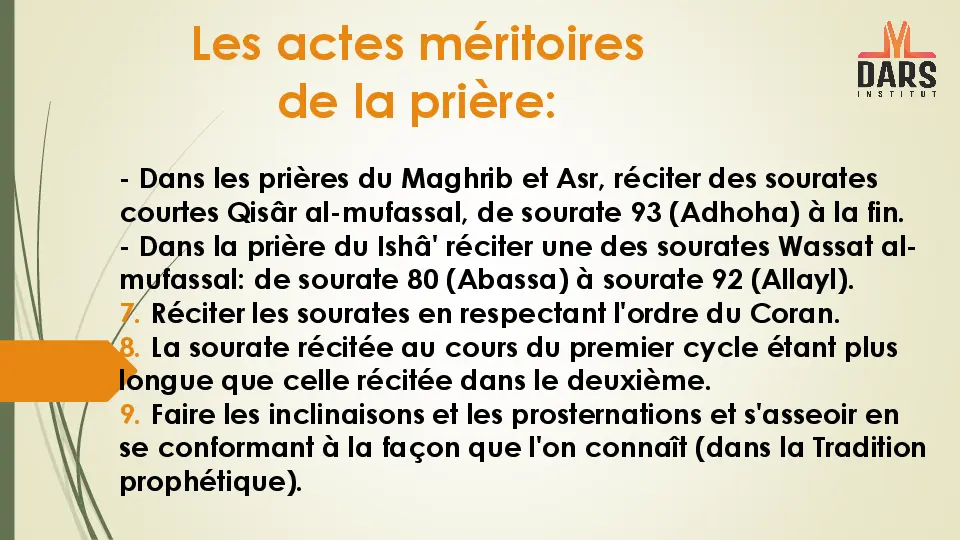 Les actes méritoires
de la prière:
DARS
INSTITUT
- Dans les prières du Maghrib et Asr, réciter des sourates
courtes Qisâr al-mufassal, de sourate 93 (Adhoha) à la fin.
- Dans la prière du Ishâ' réciter une des sourates Wassat al-
mufassal: de sourate 80 (Abassa) à sourate 92 (Allayl).
7. Réciter les sourates en respectant l'ordre du Coran.
8. La sourate récitée au cours du premier cycle étant plus
longue que celle récitée dans le deuxième.
9. Faire les inclinaisons et les prosternations et s'asseoir en
se conformant à la façon que l'on connaît (dans la Tradition
prophétique).